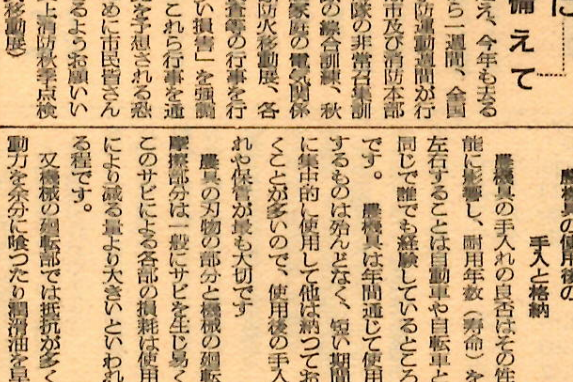 に
備えて
え、今年も去る
ら一週間、全国
防運動週間が行
市及び消防本部
隊の非常召集訓
の綜合訓練、秋
家庭の電気関係
防火移動展、各
査等の行事を行
い損害」を強調
これら行事を通
を予想される恐
めに市民皆さん
るようお願いい
上消防秋季点検
移動展）
農機具の使用後の
手入と格納
農機具の手入れの良否はその性
能に影響し、耐用年数（寿命）を
左右することは自動車や自転車と
同じで誰でも経験しているところ
です。　農機具は年間通じて使用
するものは殆んどなく、短い期間
に集中的に使用して他は納つてお
くことが多いので、使用後の手入
れや保管が最も大切です
農具の刃物の部分と機械の廻転
摩擦部分は一般にサビを生じ易く
このサビによる各部の損耗は使用
により減る量より大きいといわれ
る程です。
又機械の廻転部では抵抗が多く
動力を余分に喰つたり潤滑油を早